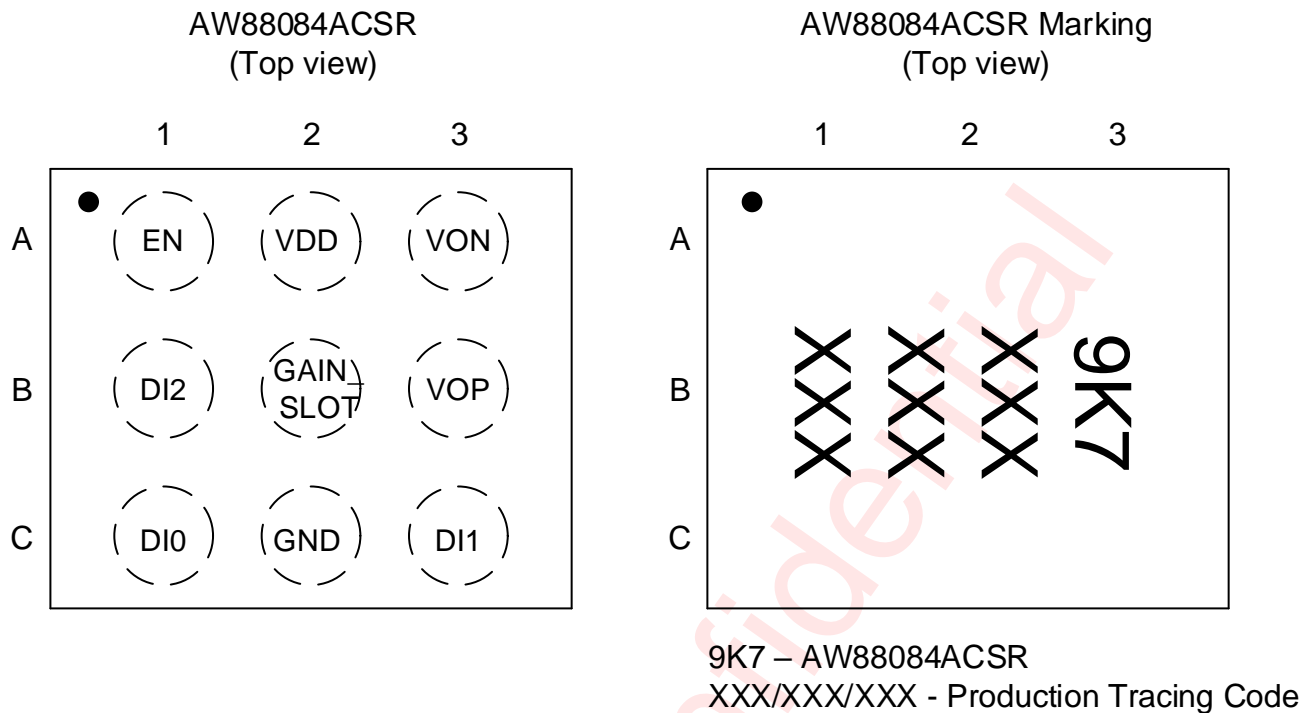 AW88084ACSR
(Top view)
1 2 3
A EN VDD VON
B DI2 GAIN_
SLOT VOP
C DI0 GND DI1
AW88084ACSR Marking
(Top view)
1 2 3
A
B
C
9K7
XXX
XXX
XXX
9K7 – AW88084ACSR
XXX/XXX/XXX - Production Tracing Code